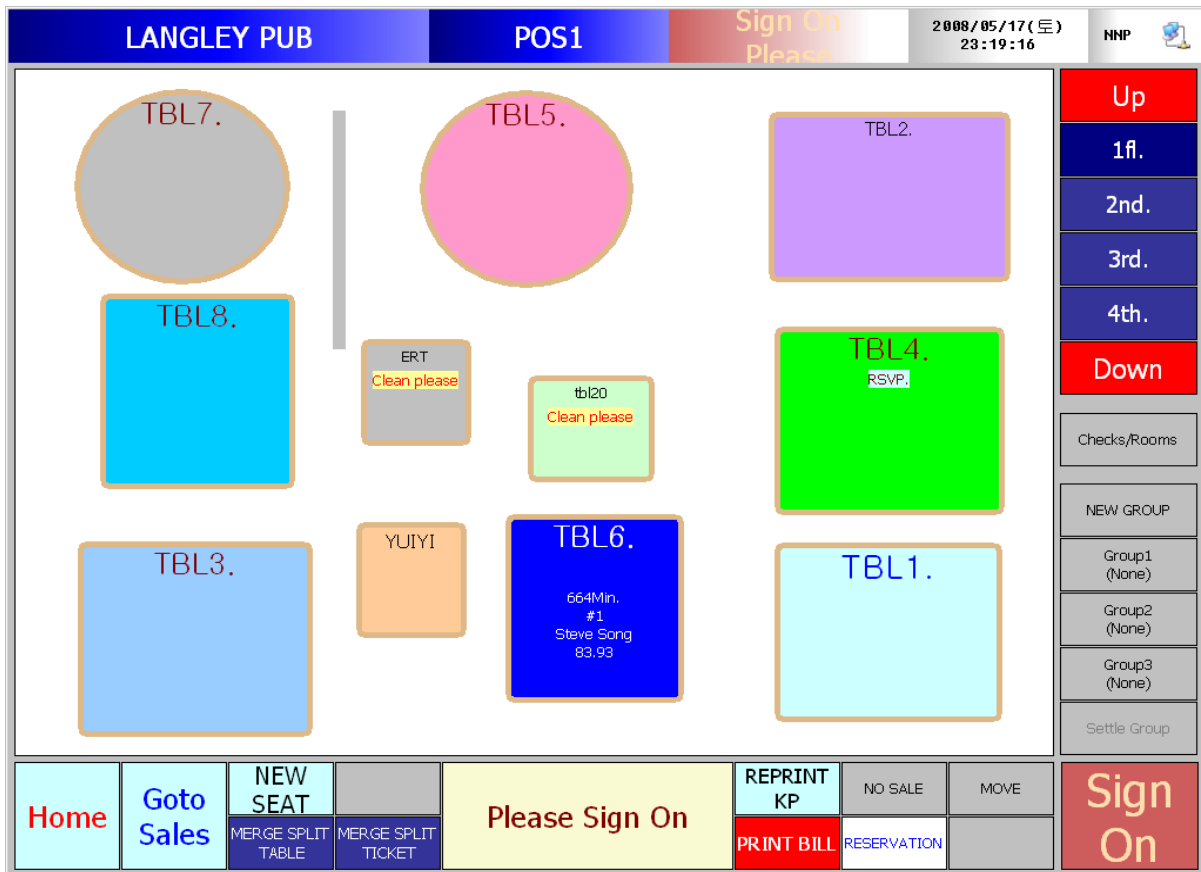 LANGLEY PUB
POS1
Sign On
Please
2008/05/17(토)
23:19:16
NNP
TBL7.
TBL5.
TBL2.
TBL8.
ERT
Clean please
tbl20
Clean please
TBL4.
RSVP.
TBL3.
YUIYI
TBL6.
664Min.
#1
Steve Song
83.93
TBL1.
Up
1fl.
2nd.
3rd.
4th.
Down
Checks/Rooms
NEW GROUP
Group1
(None)
Group2
(None)
Group3
(None)
Settle Group
Home
Goto
Sales
NEW
SEAT
MERGE SPLIT
TABLE
MERGE SPLIT
TICKET
Please Sign On
REPRINT
KP
PRINT BILL
NO SALE
RESERVATION
MOVE
Sign
On